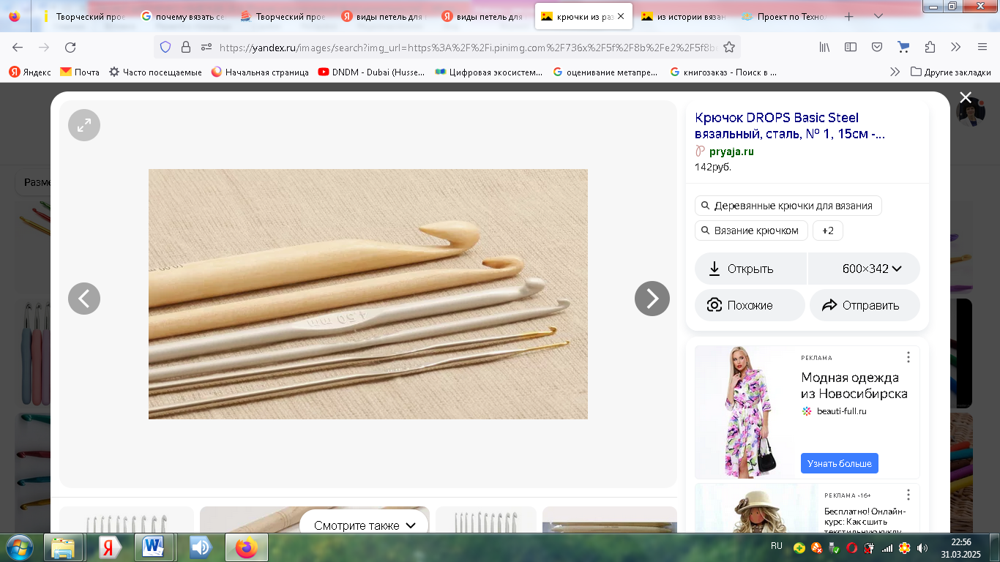 Творческий прое
почему вязать се
Творческий прое
виды петель для
виды петель для
крючки из раз
из истории вязан
Проект по Техно
https://yandex.ru/images/search?img_url=https%3A%2F%2Fi.pinimg.com%2F736x%2F5f%2F8b%2Fe2%2F5f8b
Яндекс
Почта
Часто посещаемые
Начальная страница
DNDM - Dubai (Husse...
Цифровая экосистем...
оценивание метапре...
книгозаказ - Поиск в ...
Другие закладки
Разме
4.50 mm
Крючок DROPS Basic Steel
вязальный, сталь, № 1, 15см -...
pryaja.ru
142руб.
Деревянные крючки для вязания
Вязание крючком
+2
Открыть
600×342
Похожие
Отправить
РЕКЛАМА
Модная одежда
из Новосибирска
beauti-full.ru
Узнать больше
РЕКЛАМА •16+
Бесплатно! Онлайн-
курс: Как сшить
текстильную куклу
Смотрите также
RU
22:56
31.03.2025